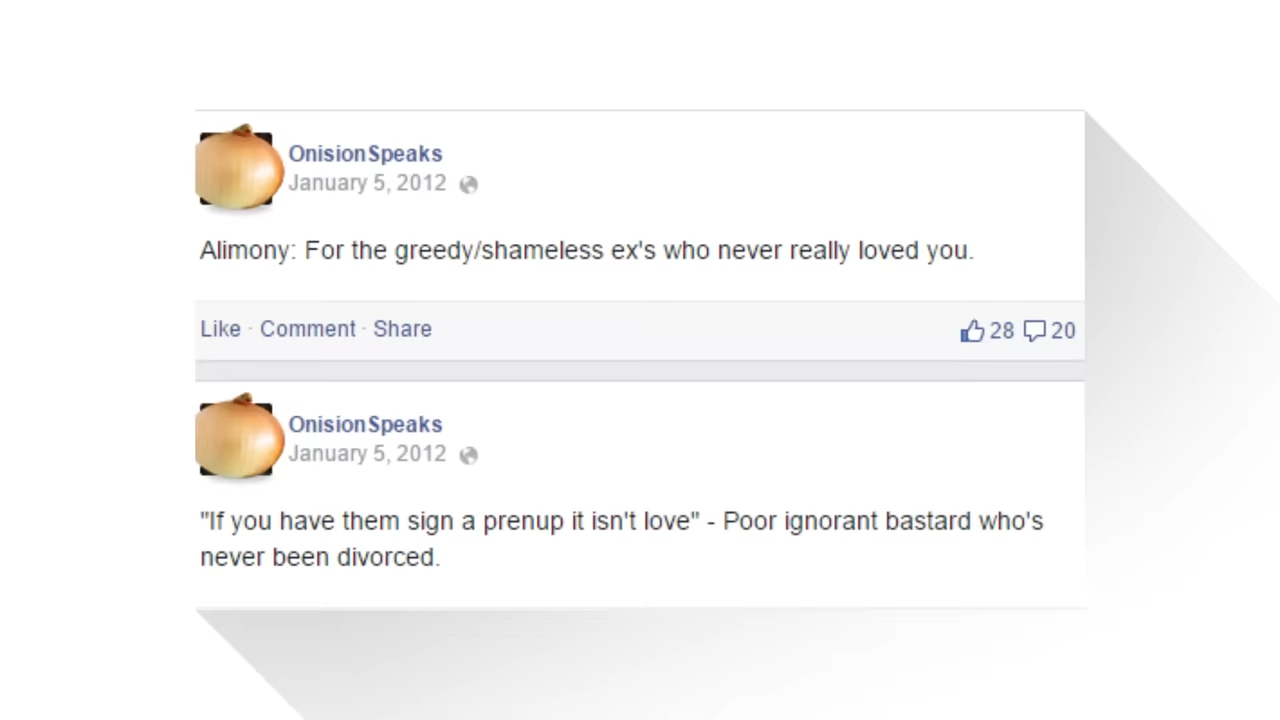 OnisionSpeaks
January 5, 2012
Alimony: For the greedy/shameless ex's who never really loved you.
Like · Comment · Share 28 20
OnisionSpeaks
January 5, 2012
"If you have them sign a prenup it isn't love" - Poor ignorant bastard who's
never been divorced.